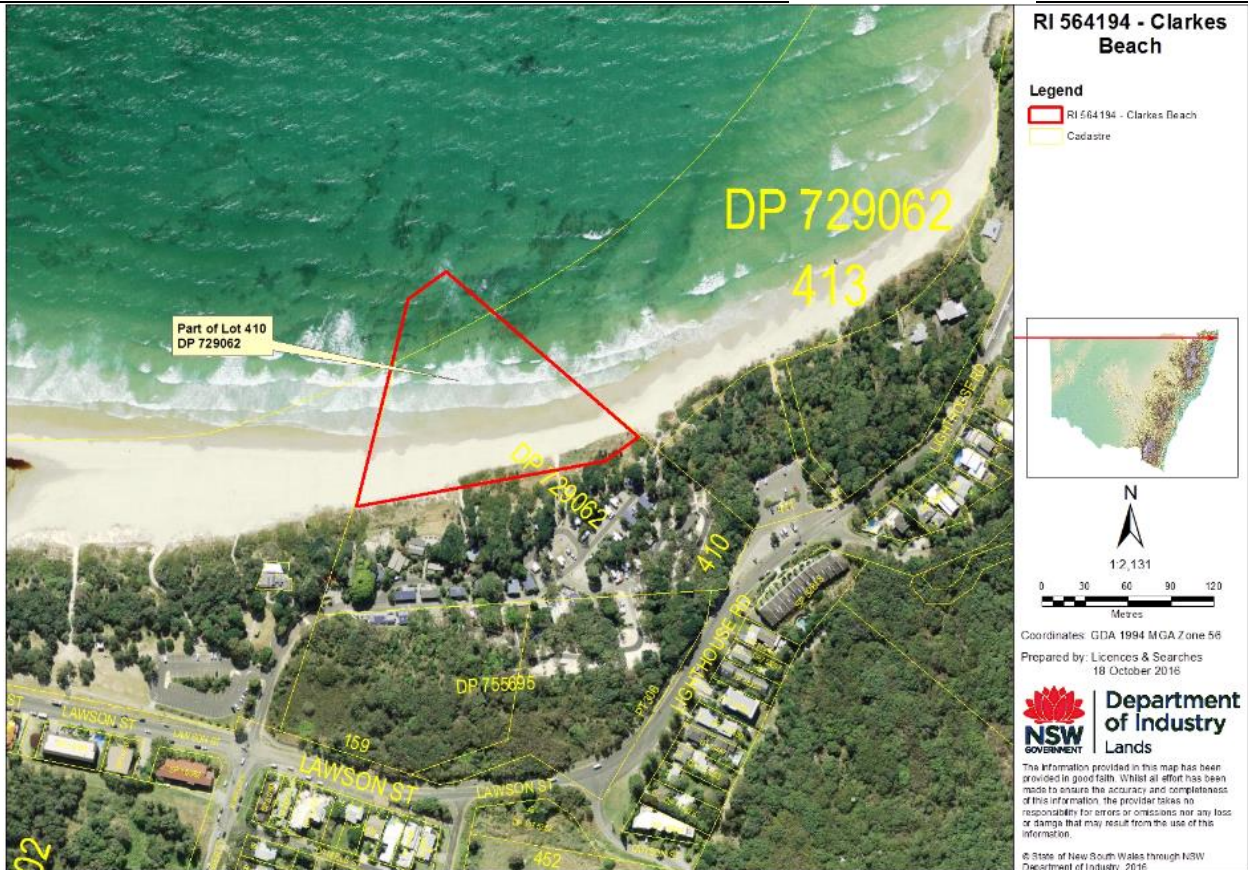 RI 564194 - Clarkes
Beach
Legend
RI 564194 - Clarkes Beach
Cadastre
DP 729062
413
Part of Lot 410
DP 729062
DP 729062
410
LIGHTHOUSE RD
LIGHTHOUSE RD
DP 755695
159
ST
LAWSON ST
LAWSON ST
LAWSON ST
LAWSON ST
452
N
1:2,131
0 30 60 90 120
Metres
Coordinates: GDA 1994 MGA Zone 56
Prepared by: Licences & Searches
18 October 2016
NSW
GOVERNMENT
Department
of Industry
Lands
The information provided in this map has been
provided in good faith. Whilst all effort has been
made to ensure the accuracy and completeness
of this information, the provider takes no
responsibility for errors or omissions nor any loss
or damge that may result from the use of this
information.
© State of New South Wales through NSW
Department of Industry, 2016